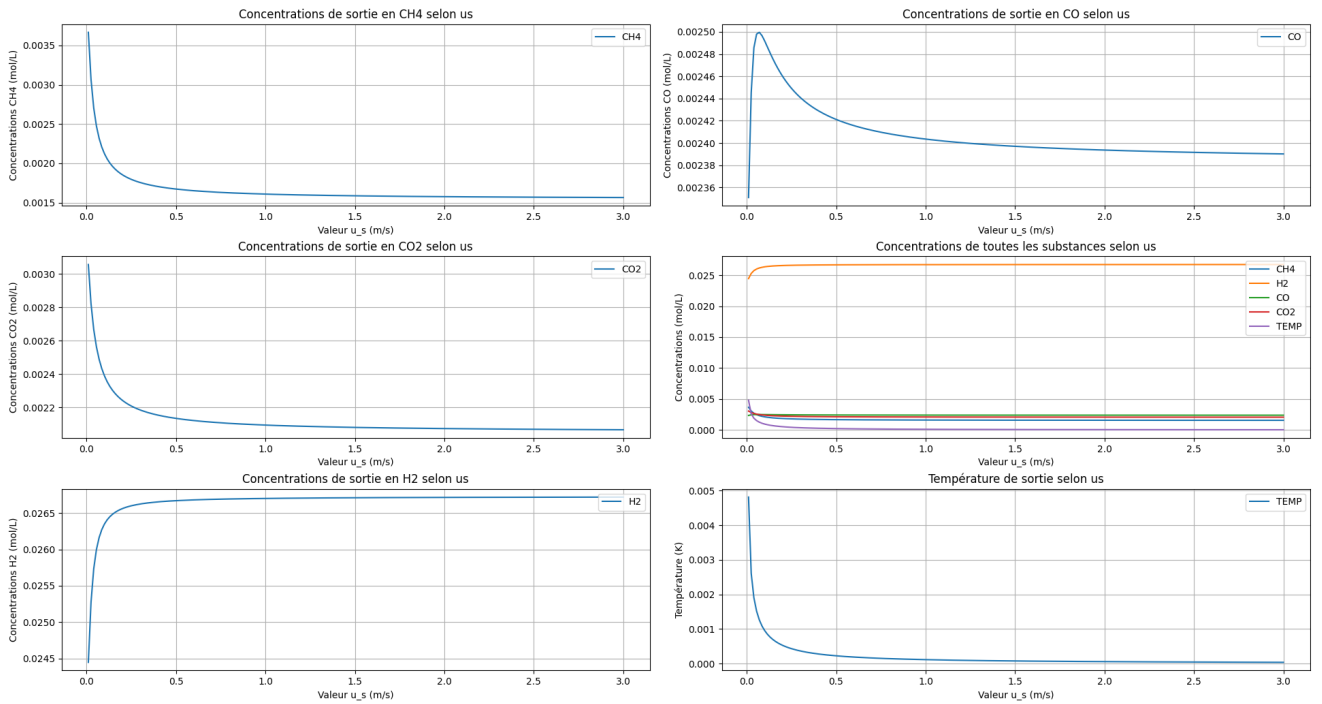 Concentrations de sortie en CH4 selon us
Concentrations CH4 (mol/L)
0.0035
0.0030
0.0025
0.0020
0.0015
CH4
0.0 0.5 1.0 1.5 2.0 2.5 3.0
Valeur u_s (m/s)
Concentrations de sortie en CO selon us
Concentrations CO (mol/L)
0.00250
0.00248
0.00246
0.00244
0.00242
0.00240
0.00238
0.00236
CO
0.0 0.5 1.0 1.5 2.0 2.5 3.0
Valeur u_s (m/s)
Concentrations de sortie en CO2 selon us
Concentrations CO2 (mol/L)
0.0030
0.0028
0.0026
0.0024
0.0022
CO2
0.0 0.5 1.0 1.5 2.0 2.5 3.0
Valeur u_s (m/s)
Concentrations de toutes les substances selon us
Concentrations (mol/L)
0.025
0.020
0.015
0.010
0.005
0.000
CH4
H2
CO
CO2
TEMP
0.0 0.5 1.0 1.5 2.0 2.5 3.0
Valeur u_s (m/s)
Concentrations de sortie en H2 selon us
Concentrations H2 (mol/L)
0.0265
0.0260
0.0255
0.0250
0.0245
H2
0.0 0.5 1.0 1.5 2.0 2.5 3.0
Valeur u_s (m/s)
Température de sortie selon us
Température (K)
0.005
0.004
0.003
0.002
0.001
0.000
TEMP
0.0 0.5 1.0 1.5 2.0 2.5 3.0
Valeur u_s (m/s)